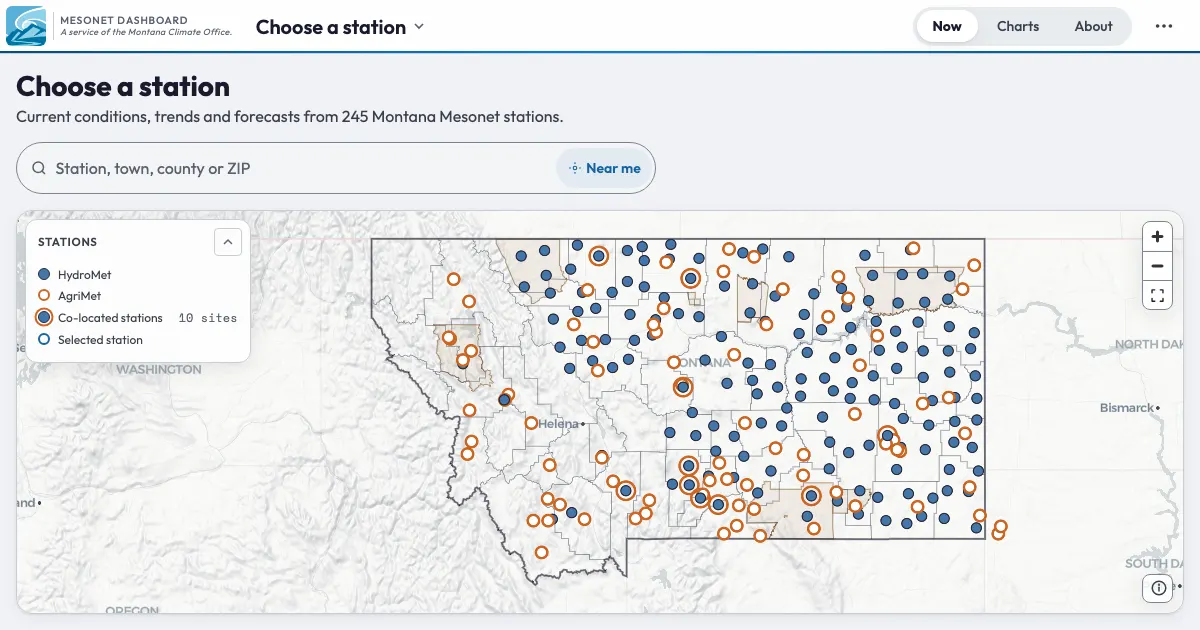 MESONET DASHBOARD
A service of the Montana Climate Office.
Choose a station
Now
Charts
About
Choose a station
Current conditions, trends and forecasts from 245 Montana Mesonet stations.
Station, town, county or ZIP
Near me
STATIONS
HydroMet
AgriMet
Co-located stations 10 sites
Selected station
WASHINGTON
ONTANA
NORTH DAK
Bismarck
Helena
and
SOUTH DA
OREGON